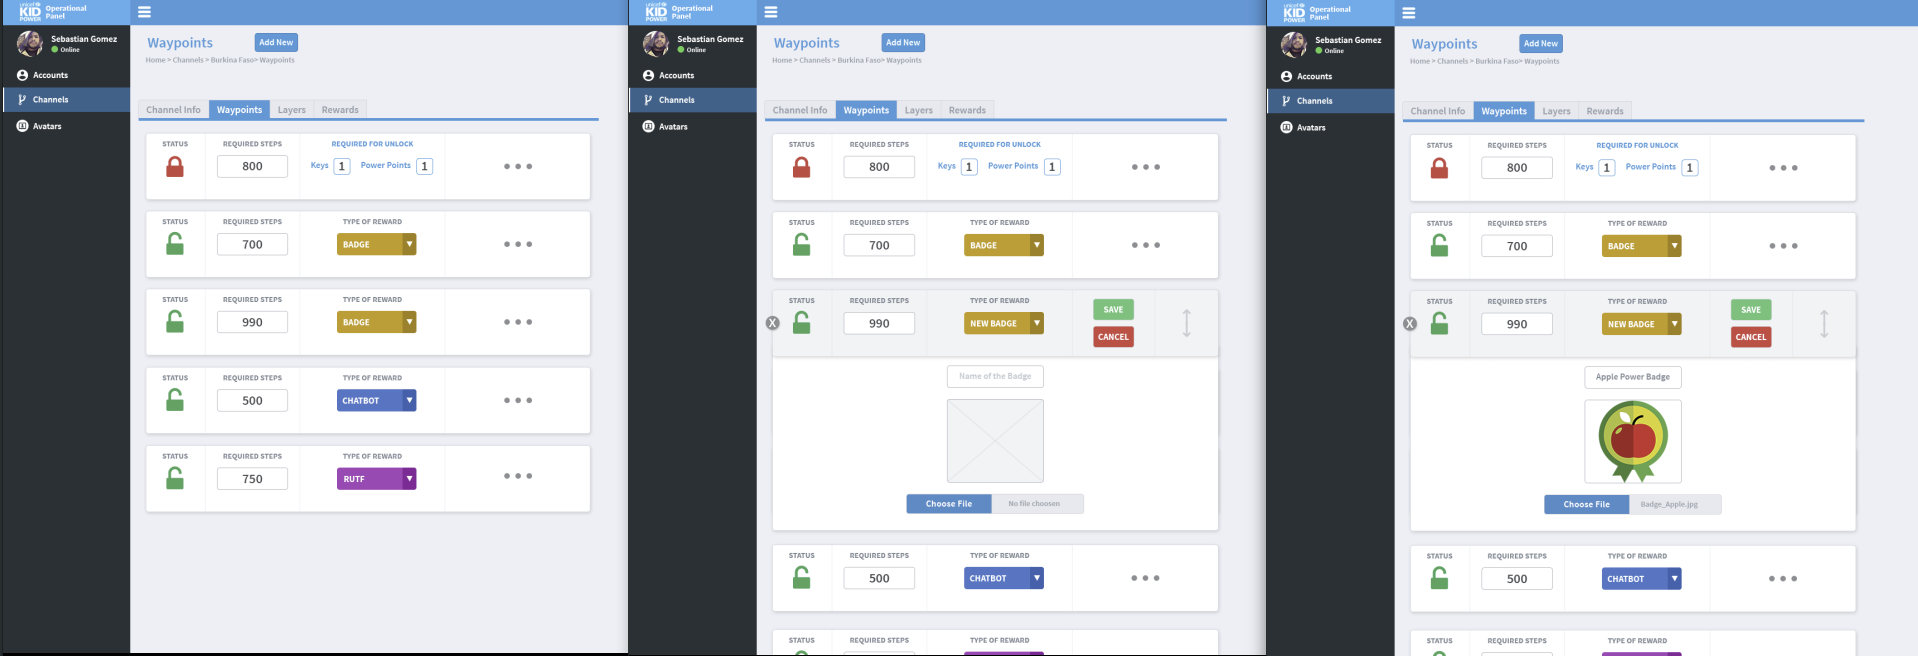 unicef
KID
POWER
Operational
Panel
Sebastian Gomez
Online
Accounts
Channels
Avatars
Waypoints
Add New
Home > Channels > Burkina Faso> Waypoints
Channel Info
Waypoints
Layers
Rewards
STATUS
REQUIRED STEPS
REQUIRED FOR UNLOCK
800
Keys 1 Power Points 1
STATUS
REQUIRED STEPS
TYPE OF REWARD
700
BADGE
STATUS
REQUIRED STEPS
TYPE OF REWARD
990
BADGE
STATUS
REQUIRED STEPS
TYPE OF REWARD
500
CHATBOT
STATUS
REQUIRED STEPS
TYPE OF REWARD
750
RUTF
unicef
KID
POWER
Operational
Panel
Sebastian Gomez
Online
Accounts
Channels
Avatars
Waypoints
Add New
Home > Channels > Burkina Faso> Waypoints
Channel Info
Waypoints
Layers
Rewards
STATUS
REQUIRED STEPS
REQUIRED FOR UNLOCK
800
Keys 1 Power Points 1
STATUS
REQUIRED STEPS
TYPE OF REWARD
700
BADGE
X
STATUS
REQUIRED STEPS
TYPE OF REWARD
990
NEW BADGE
SAVE
CANCEL
Name of the Badge
Choose File
No file choosen
STATUS
REQUIRED STEPS
TYPE OF REWARD
500
CHATBOT
STATUS
REQUIRED STEPS
TYPE OF REWARD
unicef
KID
POWER
Operational
Panel
Sebastian Gomez
Online
Accounts
Channels
Avatars
Waypoints
Add New
Home > Channels > Burkina Faso> Waypoints
Channel Info
Waypoints
Layers
Rewards
STATUS
REQUIRED STEPS
REQUIRED FOR UNLOCK
800
Keys 1 Power Points 1
STATUS
REQUIRED STEPS
TYPE OF REWARD
700
BADGE
X
STATUS
REQUIRED STEPS
TYPE OF REWARD
990
NEW BADGE
SAVE
CANCEL
Apple Power Badge
Choose File
Badge_Apple.jpg
STATUS
REQUIRED STEPS
TYPE OF REWARD
500
CHATBOT
STATUS
REQUIRED STEPS
TYPE OF REWARD